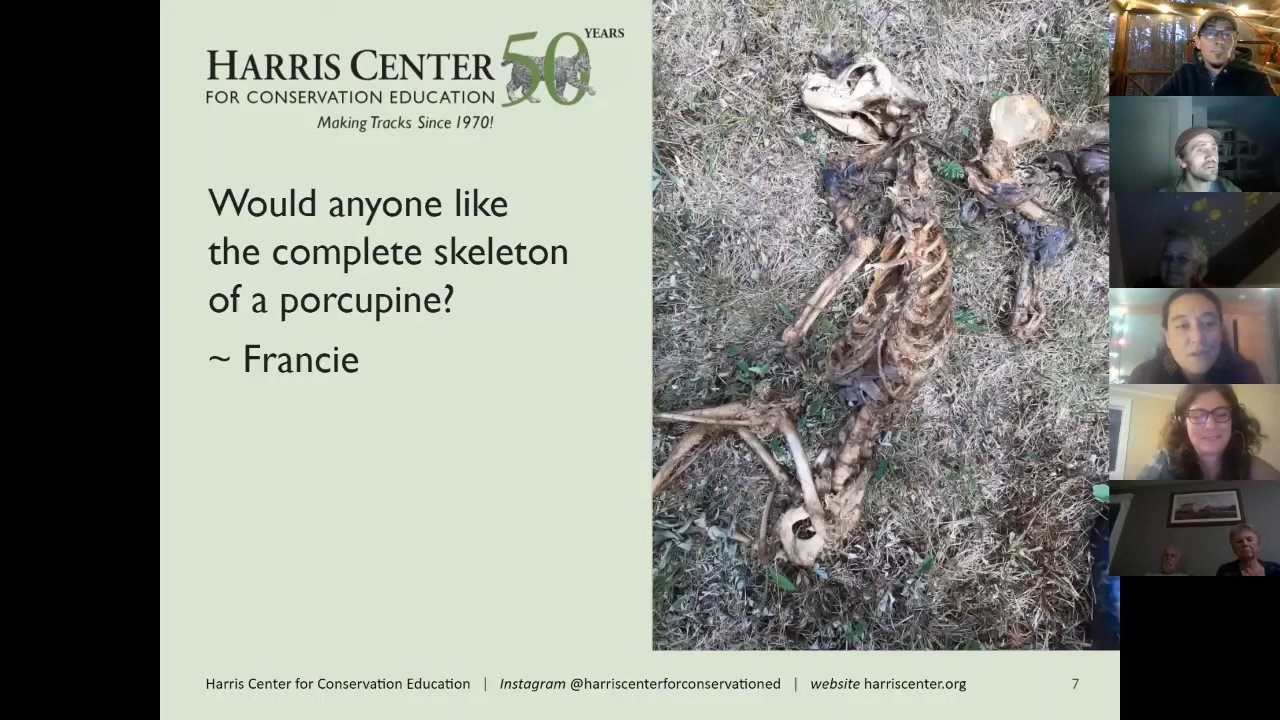 HARRIS CENTER 50 YEARS
FOR CONSERVATION EDUCATION
Making Tracks Since 1970!
Would anyone like
the complete skeleton
of a porcupine?
~ Francie
Harris Center for Conservation Education | Instagram @harriscenterforconservationed | website harriscenter.org 7